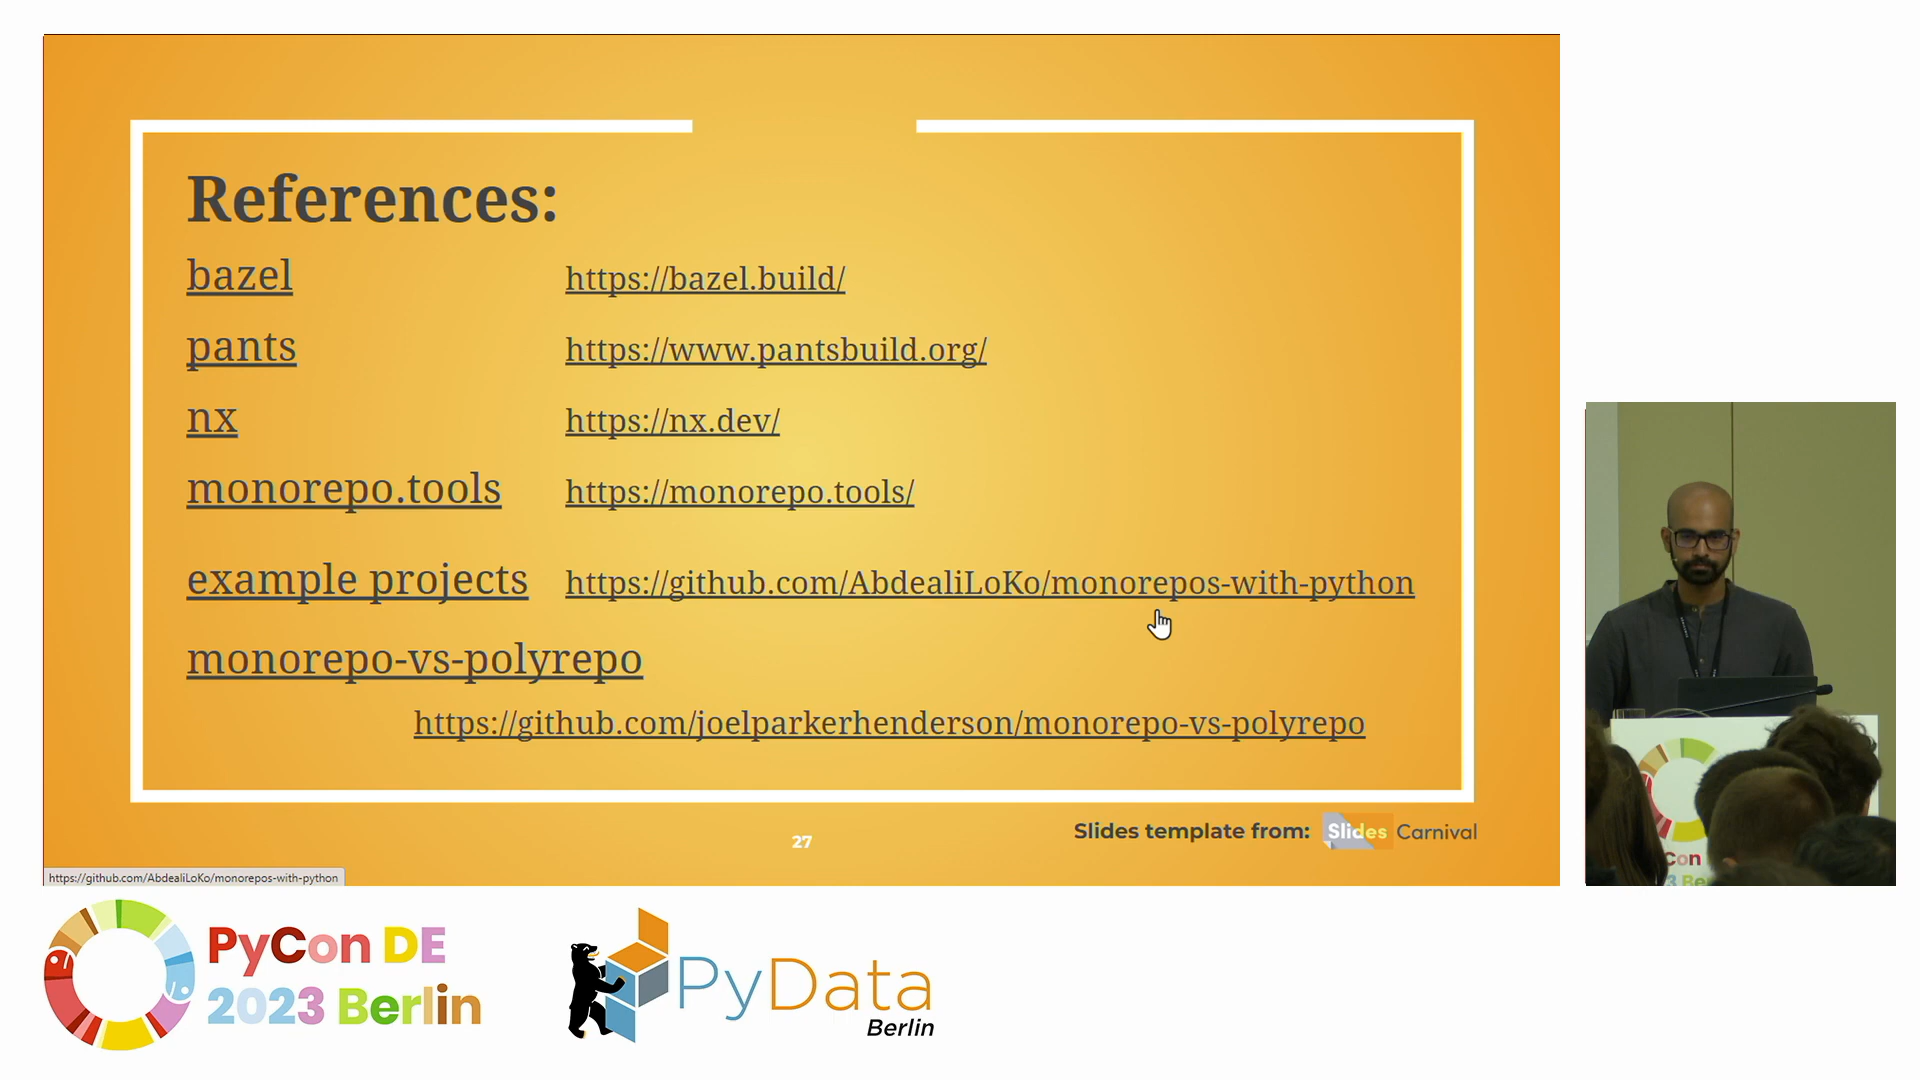 References:
bazel https://bazel.build/
pants https://www.pantsbuild.org/
nx https://nx.dev/
monorepo.tools https://monorepo.tools/
example projects https://github.com/AbdealiLoKo/monorepos-with-python
monorepo-vs-polyrepo
https://github.com/joelparkerhenderson/monorepo-vs-polyrepo
27
Slides template from: Slides Carnival
https://github.com/AbdealiLoKo/monorepos-with-python
PyCon DE
2023 Berlin
PyData
Berlin